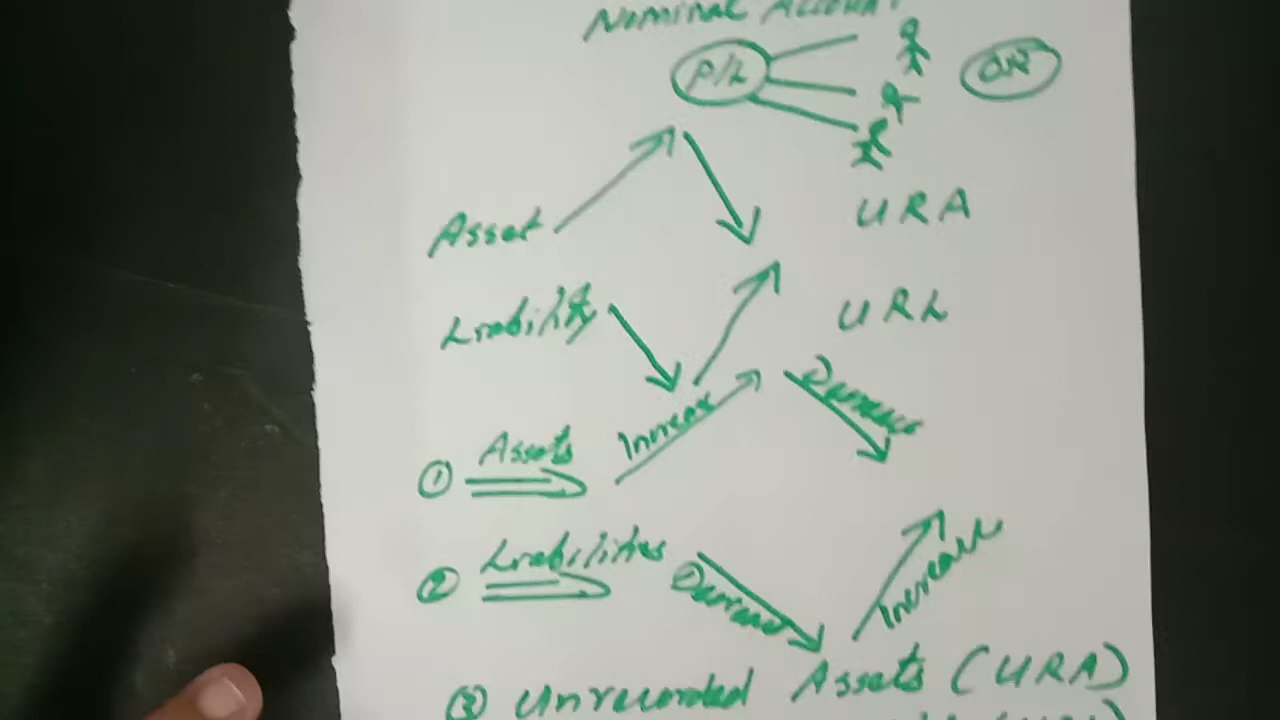 Nominal Account
P/L
OR
Asset
URA
Liability
URL
① Assets Increase Decrease
② Liabilities Decrease Increase
③ Unrecorded Assets (URA)